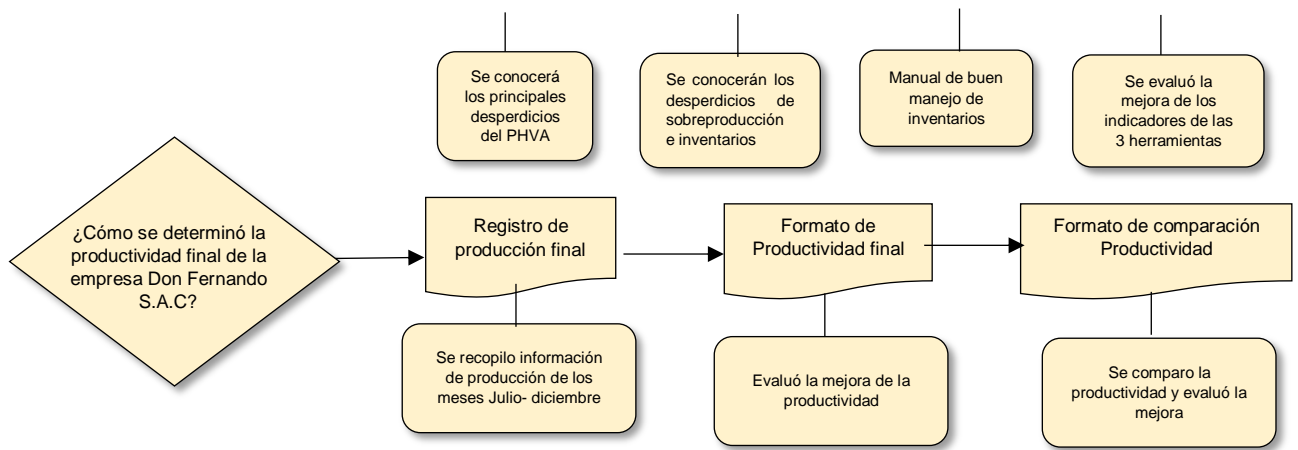 Se conocerá
los principales
desperdicios
del PHVA
Se conocerán los
desperdicios de
sobreproducción
e inventarios
Manual de buen
manejo de
inventarios
Se evaluó la
mejora de los
indicadores de las
3 herramientas
¿Cómo se determinó la
productividad final de la
empresa Don Fernando
S.A.C?
Registro de
producción final
Formato de
Productividad final
Formato de comparación
Productividad
Se recopilo información
de producción de los
meses Julio- diciembre
Evaluó la mejora de la
productividad
Se comparo la
productividad y evaluó la
mejora